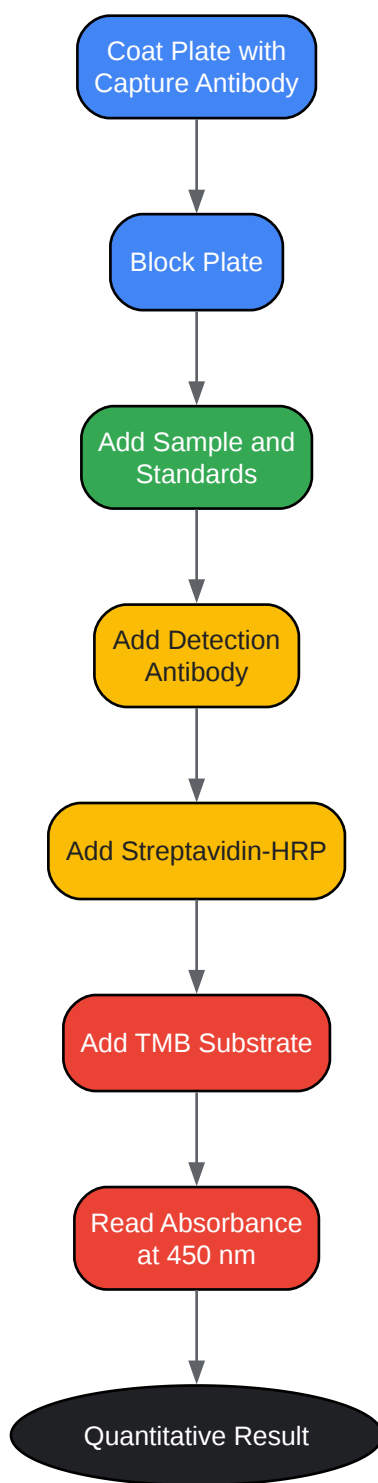 Coat Plate with
Capture Antibody
Block Plate
Add Sample and
Standards
Add Detection
Antibody
Add Streptavidin-HRP
Add TMB Substrate
Read Absorbance
at 450 nm
Quantitative Result